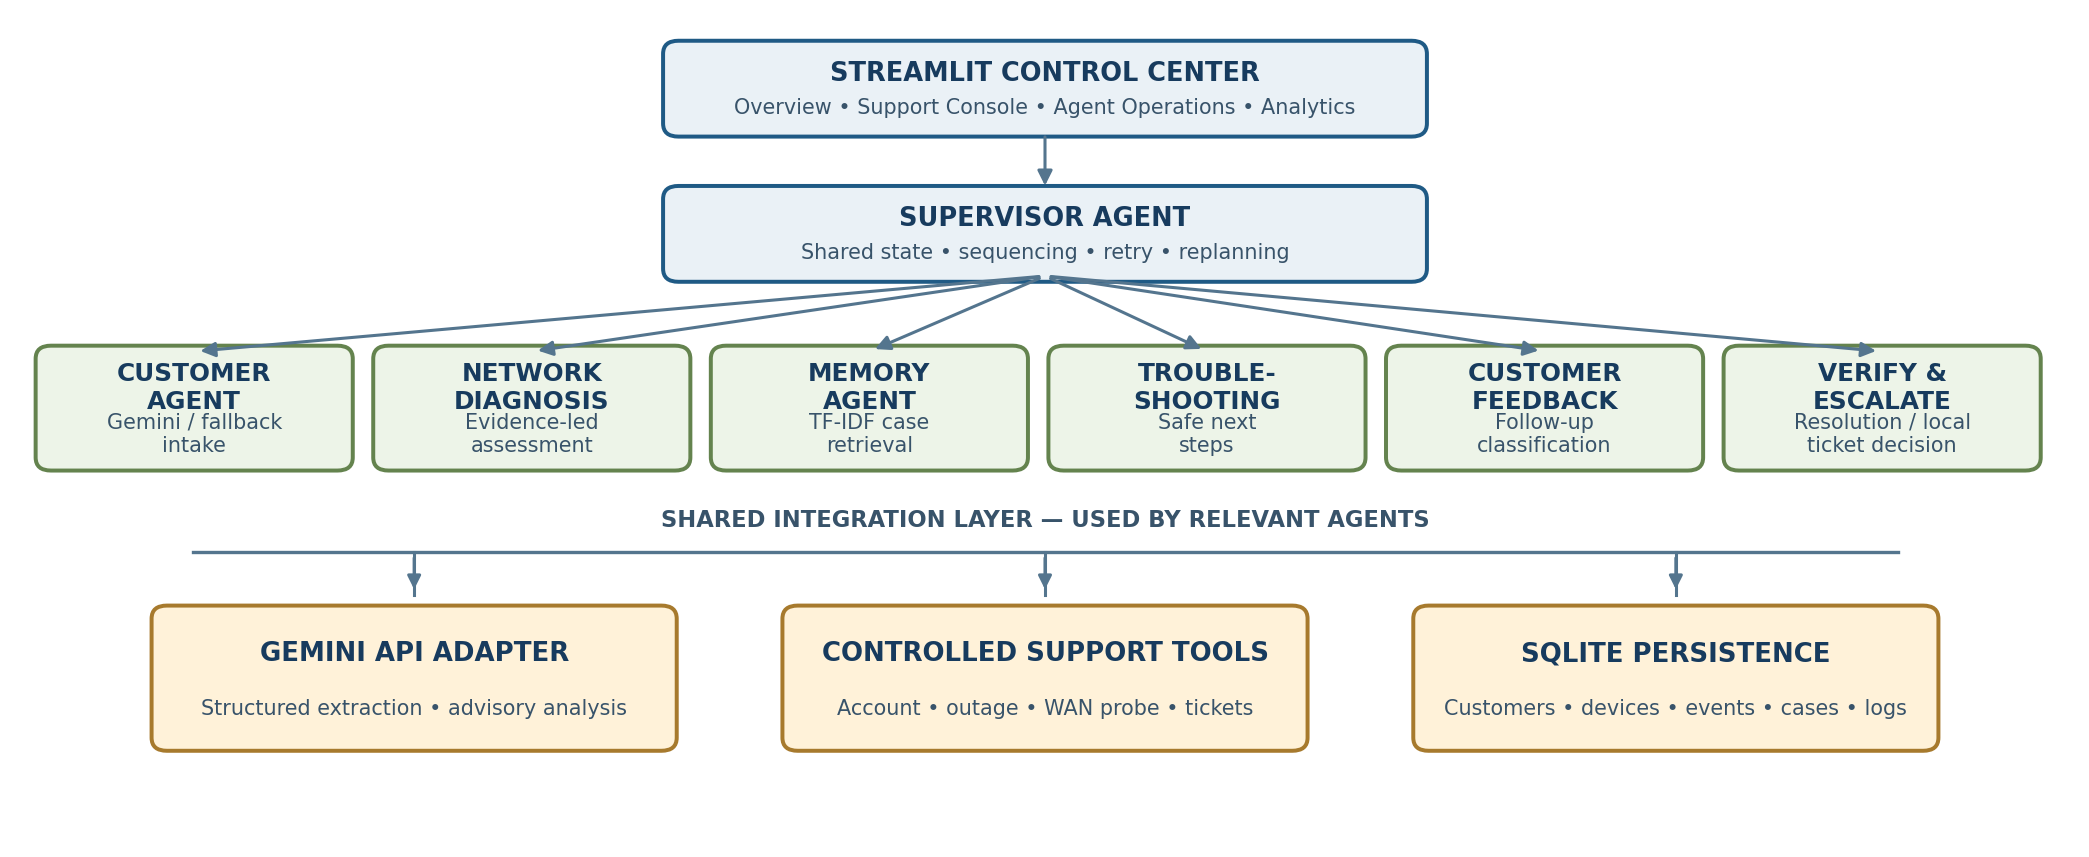 STREAMLIT CONTROL CENTER
Overview • Support Console • Agent Operations • Analytics
SUPERVISOR AGENT
Shared state • sequencing • retry • replanning
CUSTOMER
AGENT
Gemini / fallback
intake
NETWORK
DIAGNOSIS
Evidence-led
assessment
MEMORY
AGENT
TF-IDF case
retrieval
TROUBLE-
SHOOTING
Safe next
steps
CUSTOMER
FEEDBACK
Follow-up
classification
VERIFY &
ESCALATE
Resolution / local
ticket decision
SHARED INTEGRATION LAYER — USED BY RELEVANT AGENTS
GEMINI API ADAPTER
Structured extraction • advisory analysis
CONTROLLED SUPPORT TOOLS
Account • outage • WAN probe • tickets
SQLITE PERSISTENCE
Customers • devices • events • cases • logs